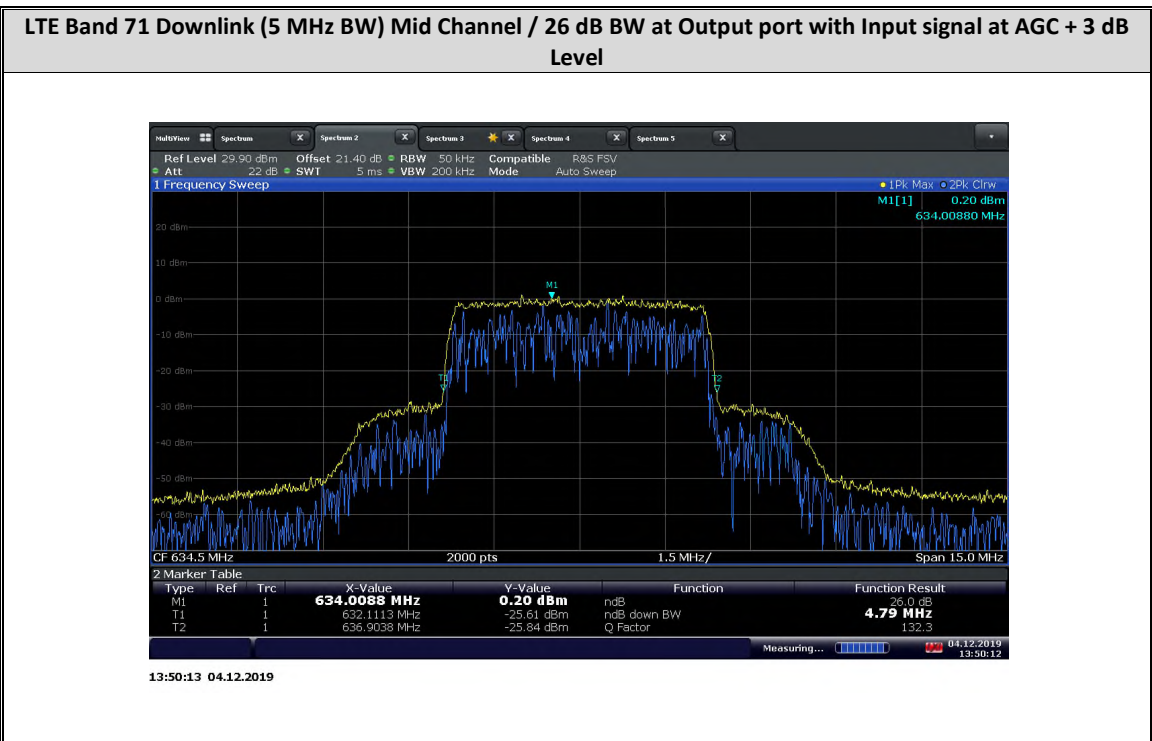 LTE Band 71 Downlink (5 MHz BW) Mid Channel / 26 dB BW at Output port with Input signal at AGC + 3 dB
Level
MultiView Spectrum X Spectrum 2 X Spectrum 3 X Spectrum 4 X Spectrum 5 X
Ref Level 29.90 dBm Offset 21.40 dB RBW 50 kHz Compatible R&S FSV
Att 22 dB SWT 5 ms VBW 200 kHz Mode Auto Sweep
1 Frequency Sweep 1Pk Max 2Pk Clrw
M1[1] 0.20 dBm
634.00880 MHz
20 dBm
10 dBm
M1
0 dBm
-10 dBm
-20 dBm
T1 T2
-30 dBm
-40 dBm
-50 dBm
-60 dBm
CF 634.5 MHz 2000 pts 1.5 MHz/ Span 15.0 MHz
2 Marker Table
Type Ref Trc X-Value Y-Value Function Function Result
M1 1 634.0088 MHz 0.20 dBm ndB 26.0 dB
T1 1 632.1113 MHz -25.61 dBm ndB down BW 4.79 MHz
T2 1 636.9038 MHz -25.84 dBm Q Factor 132.3
Measuring... 04.12.2019
13:50:12
13:50:13 04.12.2019